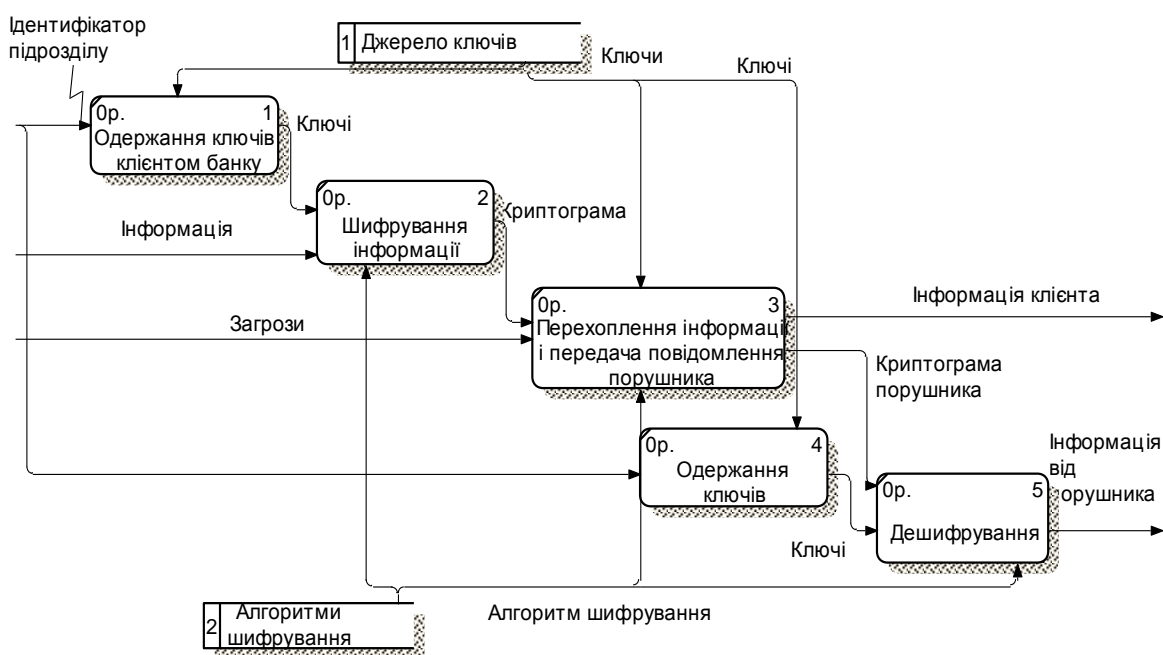 Ідентифікатор
підрозділу
1 Джерело ключів
Ключи
Ключі
0р. 1
Одержання ключів
клієнтом банку
Ключі
0р. 2
Шифрування
інформації
Криптограма
Інформація
0р. 3
Перехоплення інформації
і передача повідомлення
порушника
Загрози
Інформація клієнта
Криптограма
порушника
0р. 4
Одержання
ключів
Інформація
від
порушника
0р. 5
Дешифрування
Ключі
2 Алгоритми
шифрування
Алгоритм шифрування